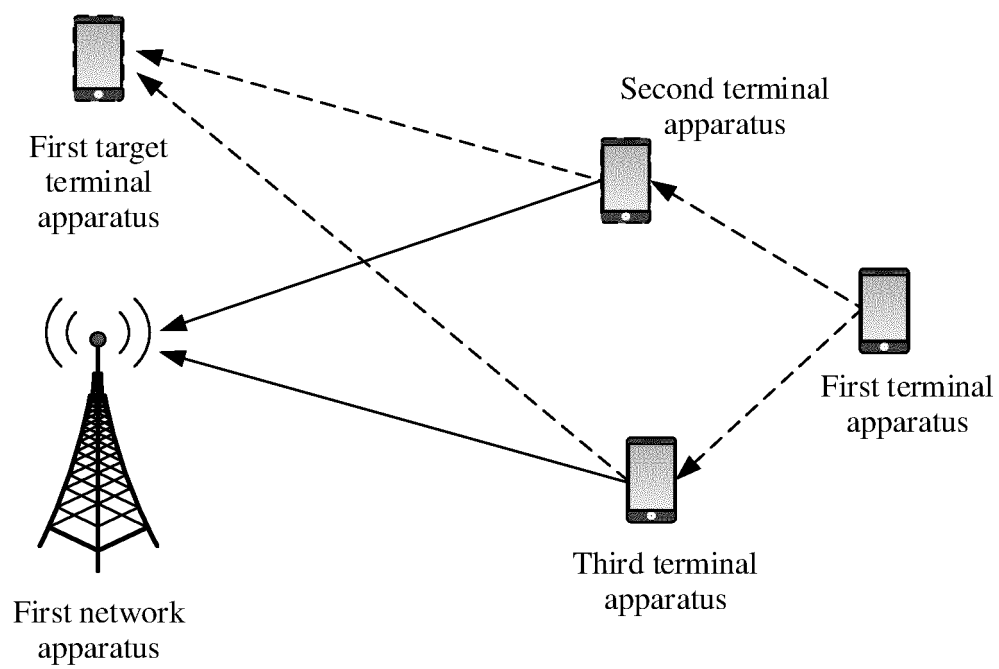 Second terminal
apparatus
First target
terminal
apparatus
First terminal
apparatus
Third terminal
apparatus
First network
apparatus